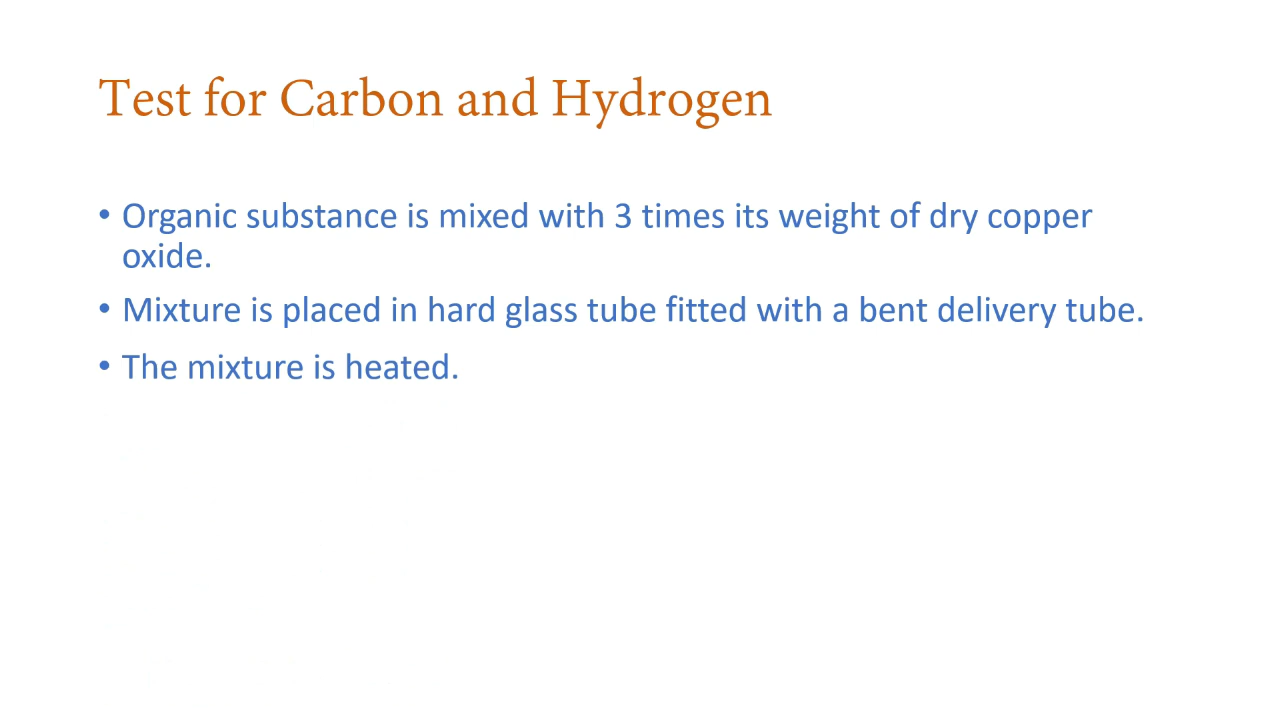 Test for Carbon and Hydrogen
• Organic substance is mixed with 3 times its weight of dry copper
oxide.
• Mixture is placed in hard glass tube fitted with a bent delivery tube.
• The mixture is heated.